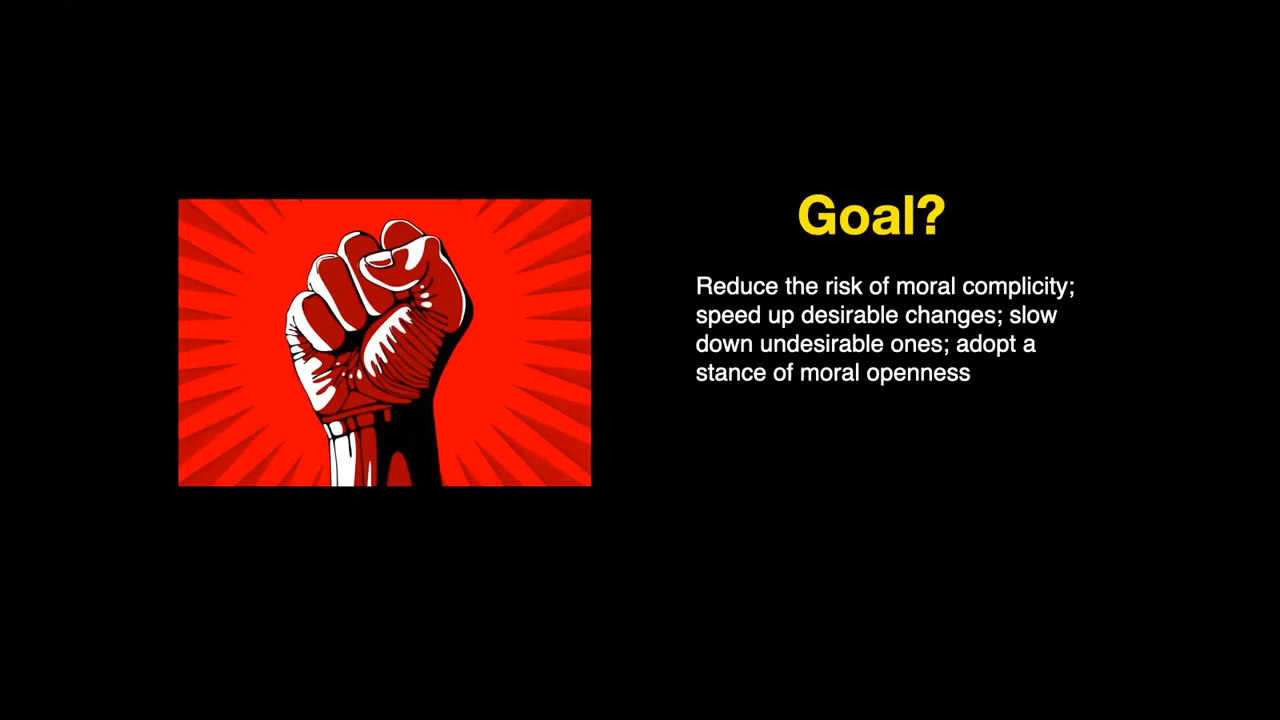 Goal?
Reduce the risk of moral complicity;
speed up desirable changes; slow
down undesirable ones; adopt a
stance of moral openness